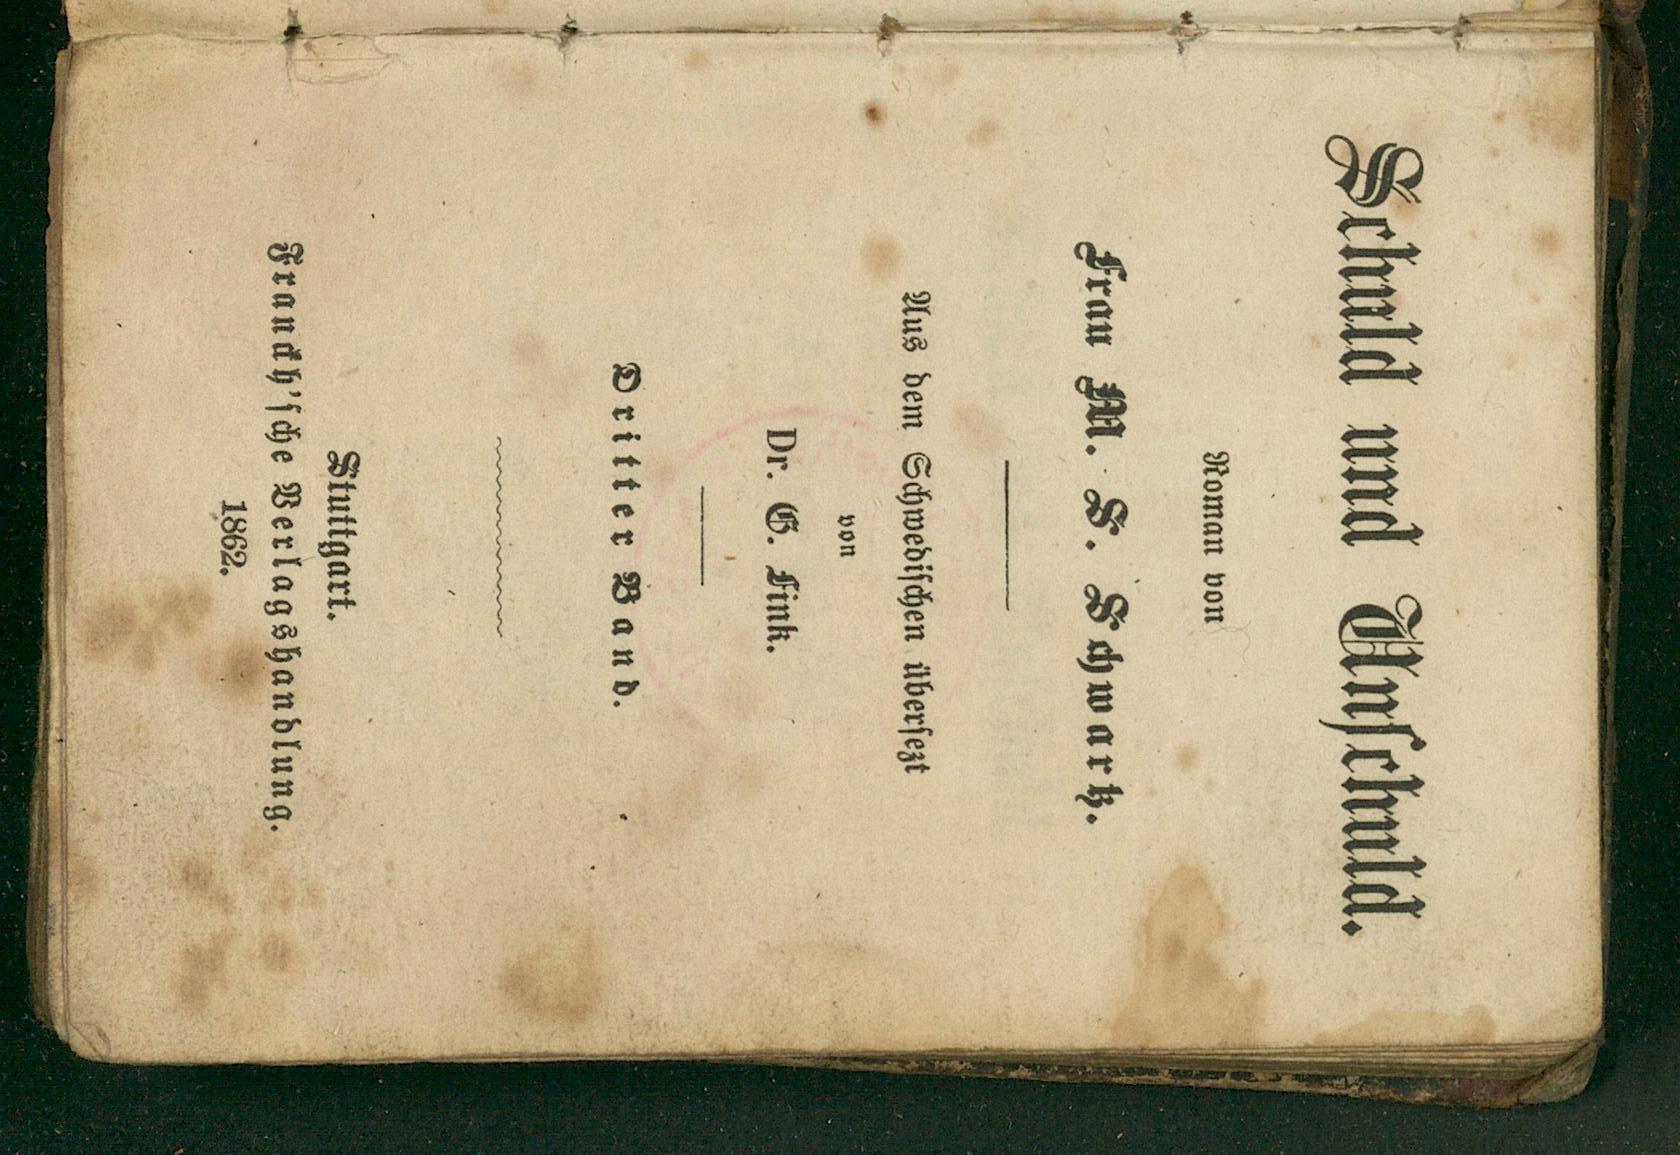 Schuld und Unschuld.
Roman von
Frau M. S. Schwartz.
Aus dem Schwedischen übersezt
von
Dr. G. Fink.
Dritter Band.
Stuttgart.
Franckh'sche Verlagshandlung.
1862.